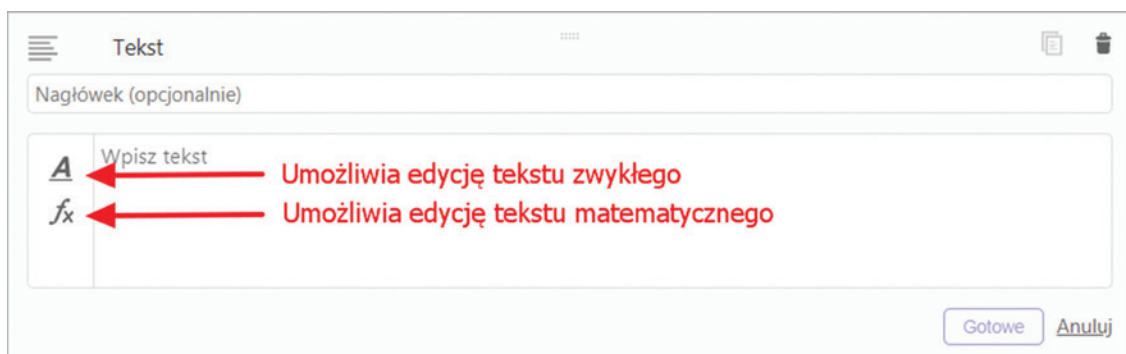 Tekst
Nagłówek (opcjonalnie)
A Wpisz tekst
Umożliwia edycję tekstu zwykłego
fx Umożliwia edycję tekstu matematycznego
Gotowe Anuluj